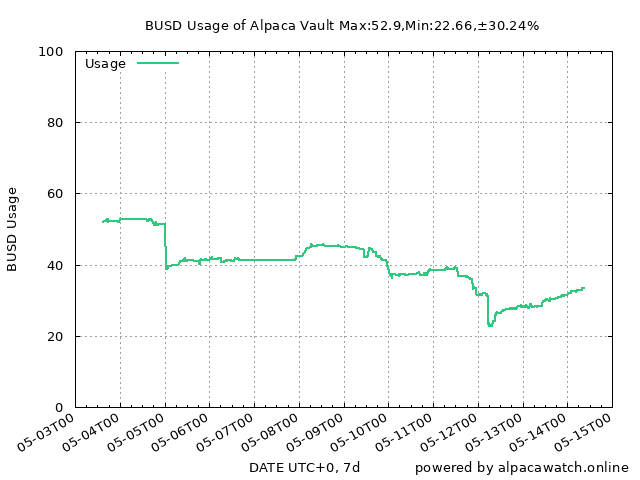 BUSD Usage of Alpaca Vault Max:52.9,Min:22.66,±30.24%
Usage
BUSD Usage
100
80
60
40
20
0
05-03T00
05-04T00
05-05T00
05-06T00
05-07T00
05-08T00
05-09T00
05-10T00
05-11T00
05-12T00
05-13T00
05-14T00
05-15T00
DATE UTC+0, 7d
powered by alpacawatch.online